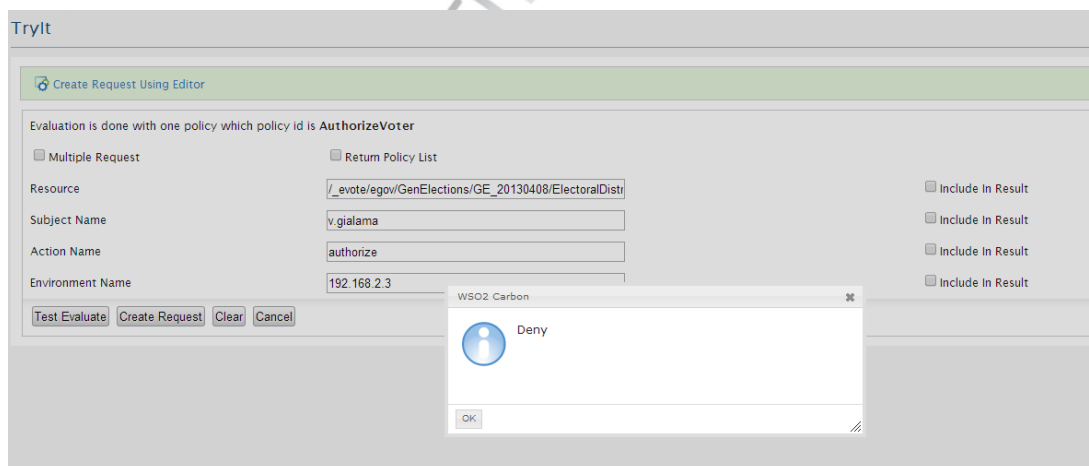 TryIt
Create Request Using Editor
Evaluation is done with one policy which policy id is AuthorizeVoter
Multiple Request Return Policy List
Resource /_evote/egov/GenElections/GE_20130408/ElectoralDistr Include In Result
Subject Name v.gialama Include In Result
Action Name authorize Include In Result
Environment Name 192.168.2.3 Include In Result
Test Evaluate Create Request Clear Cancel
WSO2 Carbon
Deny
OK